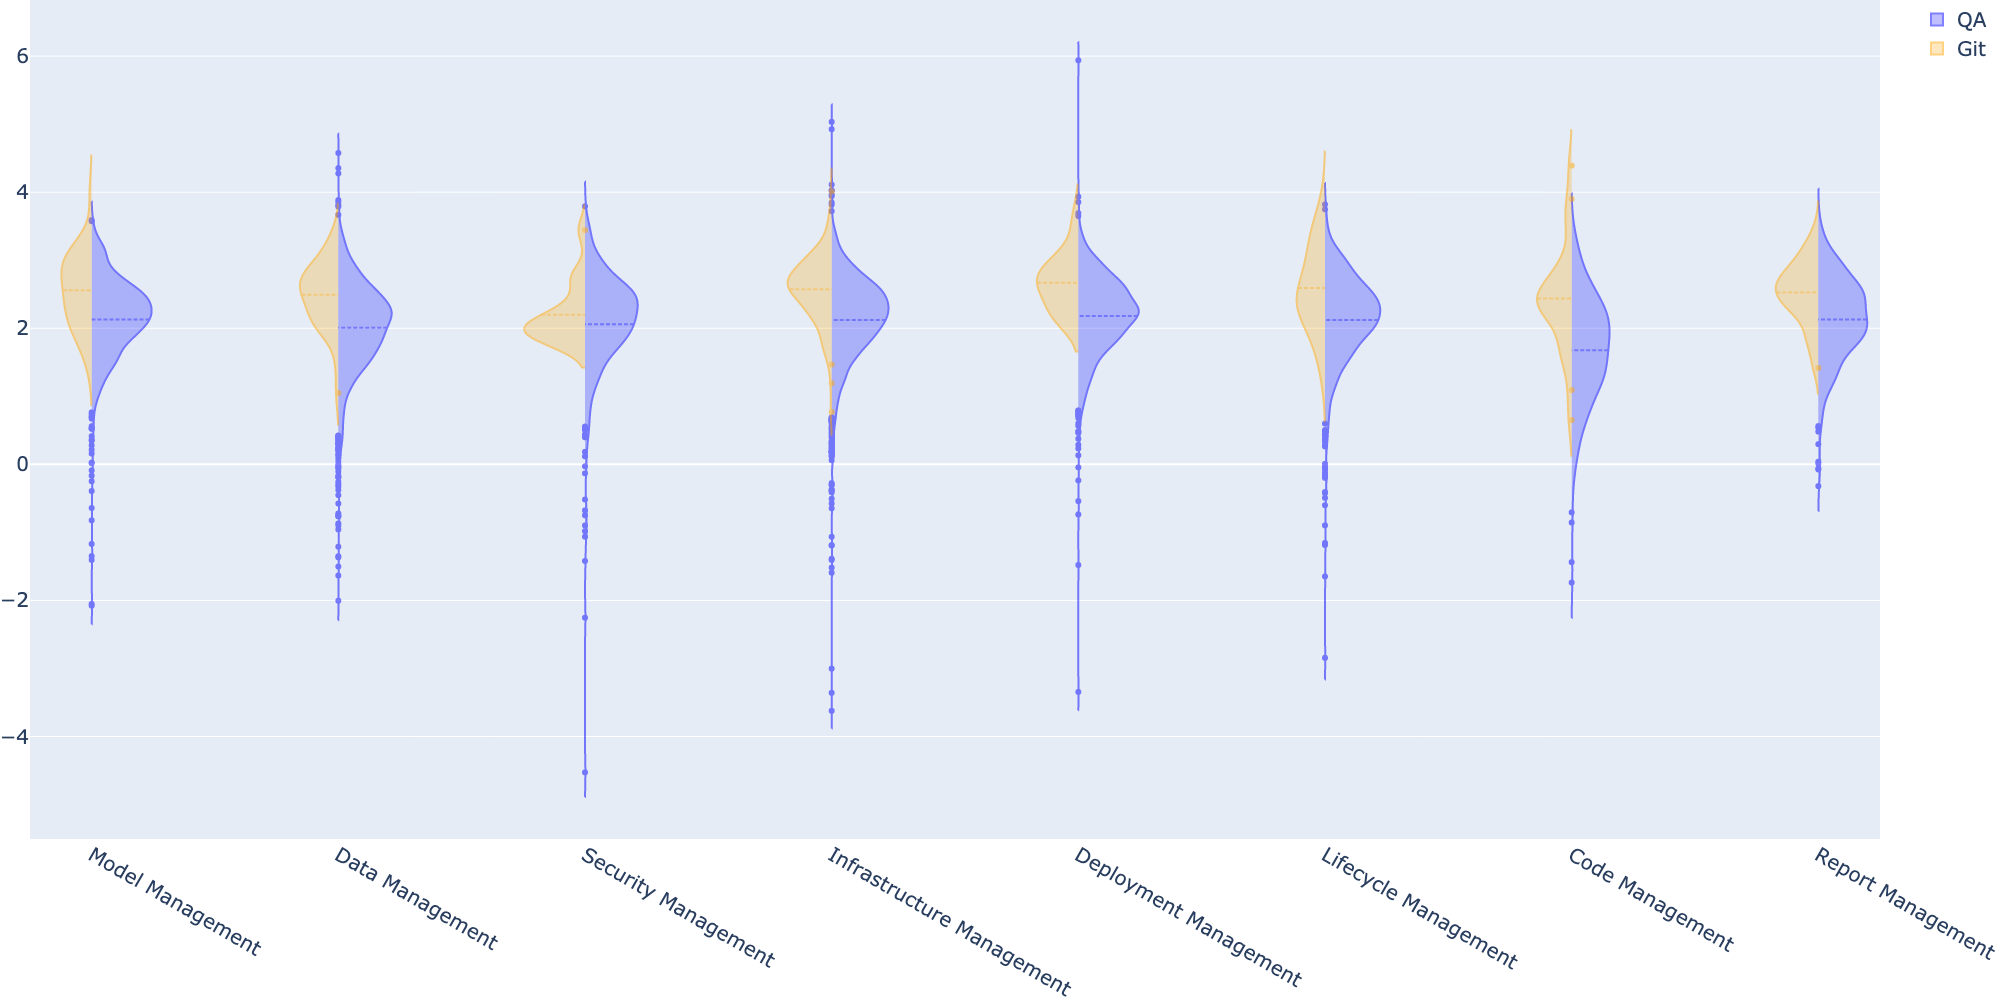 QA
Git
6
4
2
0
−2
−4
Model Management
Data Management
Security Management
Infrastructure Management
Deployment Management
Lifecycle Management
Code Management
Report Management